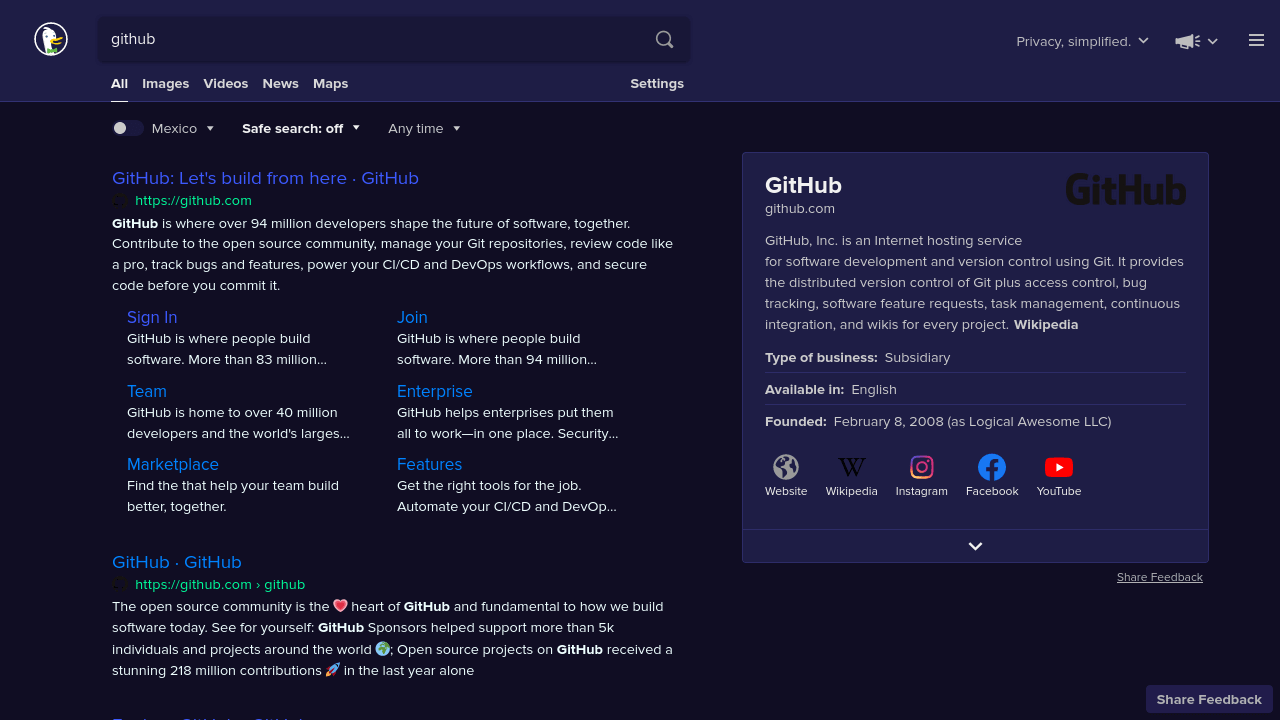 github
Privacy, simplified.
All Images Videos News Maps Settings
Mexico Safe search: off Any time
GitHub: Let's build from here · GitHub
https://github.com
GitHub is where over 94 million developers shape the future of software, together.
Contribute to the open source community, manage your Git repositories, review code like
a pro, track bugs and features, power your CI/CD and DevOps workflows, and secure
code before you commit it.
Sign In
GitHub is where people build
software. More than 83 million...
Join
GitHub is where people build
software. More than 94 million...
Team
GitHub is home to over 40 million
developers and the world's larges...
Enterprise
GitHub helps enterprises put them
all to work—in one place. Security...
Marketplace
Find the that help your team build
better, together.
Features
Get the right tools for the job.
Automate your CI/CD and DevOp...
GitHub · GitHub
https://github.com › github
The open source community is the 💗 heart of GitHub and fundamental to how we build
software today. See for yourself: GitHub Sponsors helped support more than 5k
individuals and projects around the world 🌍; Open source projects on GitHub received a
stunning 218 million contributions 🚀 in the last year alone
GitHub
GitHub
github.com
GitHub, Inc. is an Internet hosting service
for software development and version control using Git. It provides
the distributed version control of Git plus access control, bug
tracking, software feature requests, task management, continuous
integration, and wikis for every project. Wikipedia
Type of business: Subsidiary
Available in: English
Founded: February 8, 2008 (as Logical Awesome LLC)
W
Website Wikipedia Instagram Facebook YouTube
Share Feedback
Share Feedback